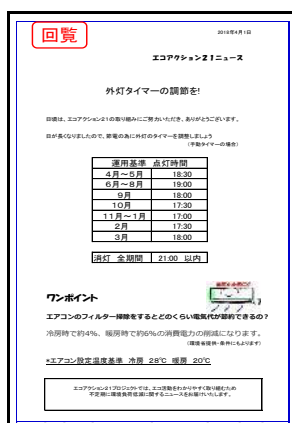 回覧
2019年4月1日
エコアクション21ニュース
外灯タイマーの調節を!
日頃は、エコアクション21の取り組みにご努力いただき、ありがとうございます。
日が長くなりましたので、節電の為に外灯のタイマーを調整しましょう
(手動タイマーの場合)
運用基準 点灯時間
4月～5月 18:30
6月～8月 19:00
9月 18:00
10月 17:30
11月～1月 17:00
2月 17:30
3月 18:00
消灯 全期間 21:00 以内
ワンポイント
エアコンのフィルター掃除をするとどのくらい電気代が節約できるの?
冷房時で約4%、暖房時で約6%の消費電力の削減になります。
(環境省提供・条件にもよります)
*エアコン設定温度基準 冷房 28℃ 暖房 20℃
エコアクション21プロジェクトでは、エコ活動をわかりやすく取り組むため
不定期に環境負荷低減に関するニュースをお届けいたします。